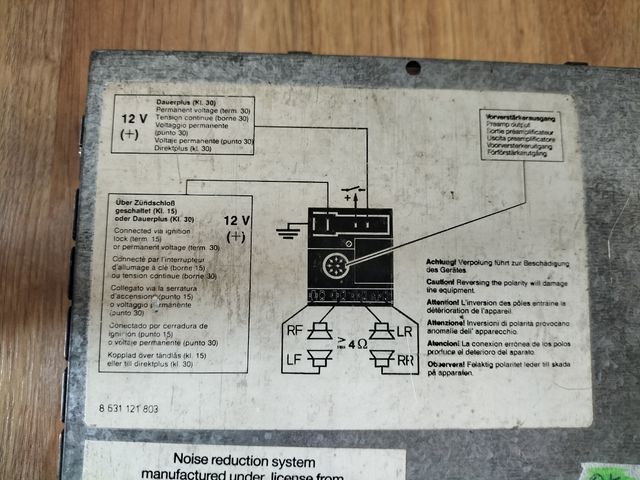 12 V
(+)
Dauerplus (Kl. 30)
Permanent voltage (term. 30)
Tension continue (borne 30)
Voltaggio permanente
(punto 30)
Voltaje permanente (punto 30)
Direktplus (kl. 30)
Vorverstärkerausgang
Preamp output
Sortie préamplificateur
Uscita preamplificatore
Voorversterkeruitgang
Förförstärkutgång
Über Zündschloß
geschaltet (Kl. 15)
oder Dauerplus (Kl. 30)
12 V
(+)
Connected via ignition
lock (term. 15)
or permanent voltage (term. 30)
Connecté par l'interrupteur
d'allumage à clé (borne 15)
ou tension continue (borne 30)
Collegato via la serratura
d'ascensione (punto 15)
o voltaggio permanente
(punto 30)
Conectado por cerradura de
ignición (punto 15)
o voltaje permanente (punto 30)
Kopplad över tändlås (kl. 15)
eller till direktplus (kl. 30)
+
RF
LF
≥ 4 Ω
LR
RR
Achtung! Verpolung führt zur Beschädigung
des Gerätes.
Caution! Reversing the polarity will damage
the equipment.
Attention! L'inversion des pôles entraine la
détérioration de l'appareil.
Attenzione! Inversioni di polarità provocano
anomalie dell' apparecchio.
Atención! La conexión errónea de los polos
produce el deterioro del aparato.
Observera! Felaktig polaritet leder till skada
på apparaten.
8 631 121 803
Noise reduction system
manufactured under license from